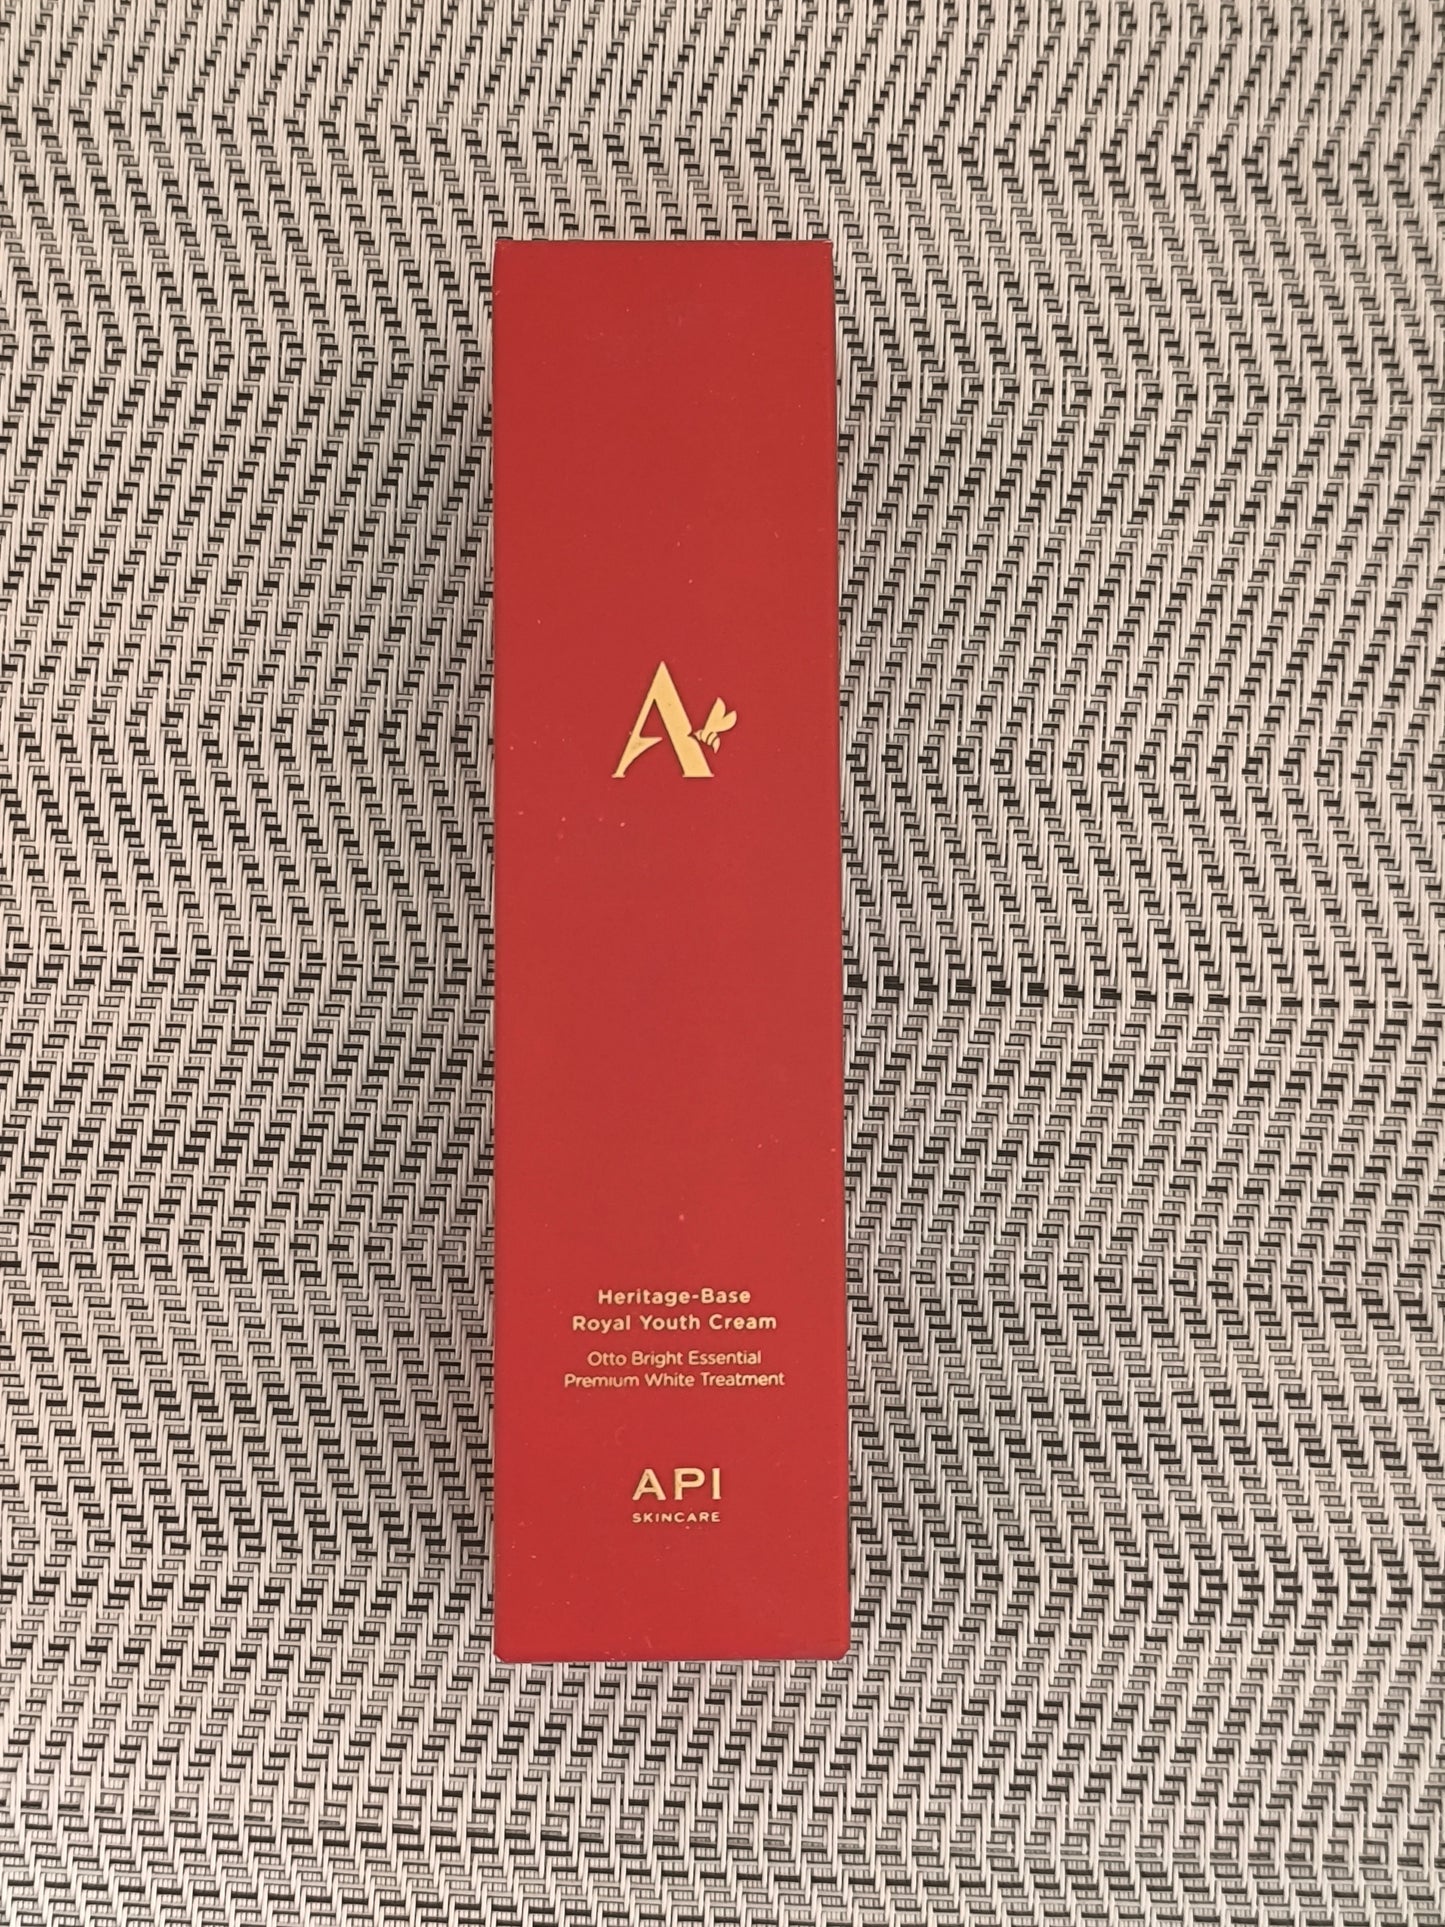 A
Heritage-Base
Royal Youth Cream
Otto Bright Essential
Premium White Treatment
API
SKINCARE